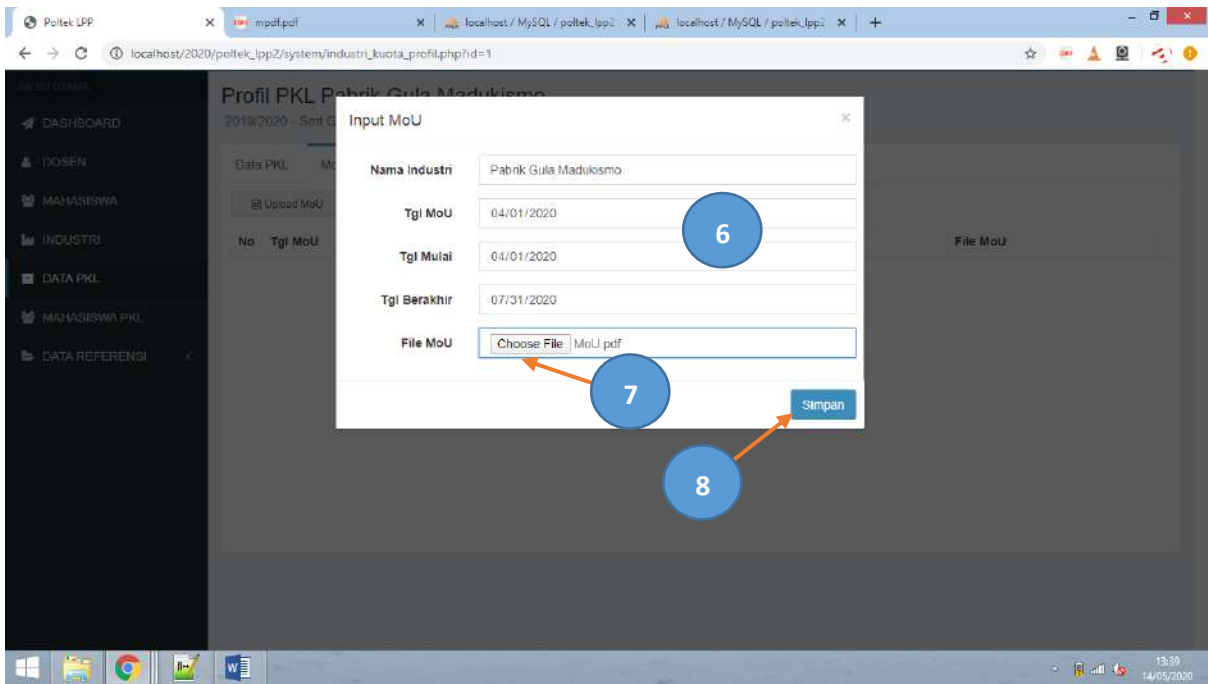 Poltek LPP
mpdf.pdf
localhost / MySQL / poltek_lpp2
localhost / MySQL / poltek_lpp2
localhost/2020/poltek_lpp2/system/industri_kuota_profil.php?id=1
MENU UTAMA
DASHBOARD
DOSEN
MAHASISWA
INDUSTRI
DATA PKL
MAHASISWA PKL
DATA REFERENSI
Profil PKL Pabrik Gula Madukismo
2019/2020 - Smt G
Data PKL Mo
Upload MoU
No Tgl MoU File MoU
Input MoU
Nama Industri Pabrik Gula Madukismo
Tgl MoU 04/01/2020
6
Tgl Mulai 04/01/2020
Tgl Berakhir 07/31/2020
File MoU Choose File MoU.pdf
7
Simpan
8
13:39
14/05/2020